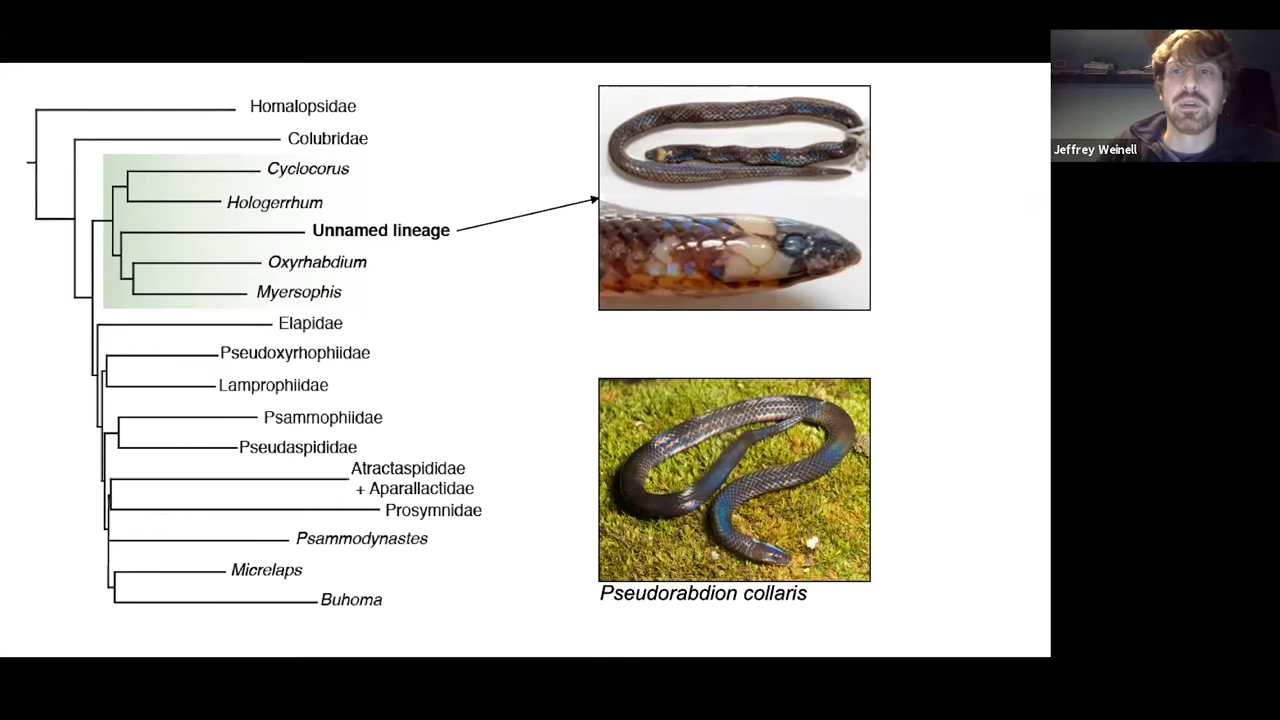 Homalopsidae
Colubridae
Cyclocorus
Hologerrhum
Unnamed lineage
Oxyrhabdium
Myersophis
Elapidae
Pseudoxyrhophiidae
Lamprophiidae
Psammophiidae
Pseudaspididae
Atractaspididae
+ Aparallactidae
Prosymnidae
Psammodynastes
Micrelaps
Buhoma
Pseudorabdion collaris
Jeffrey Weinell